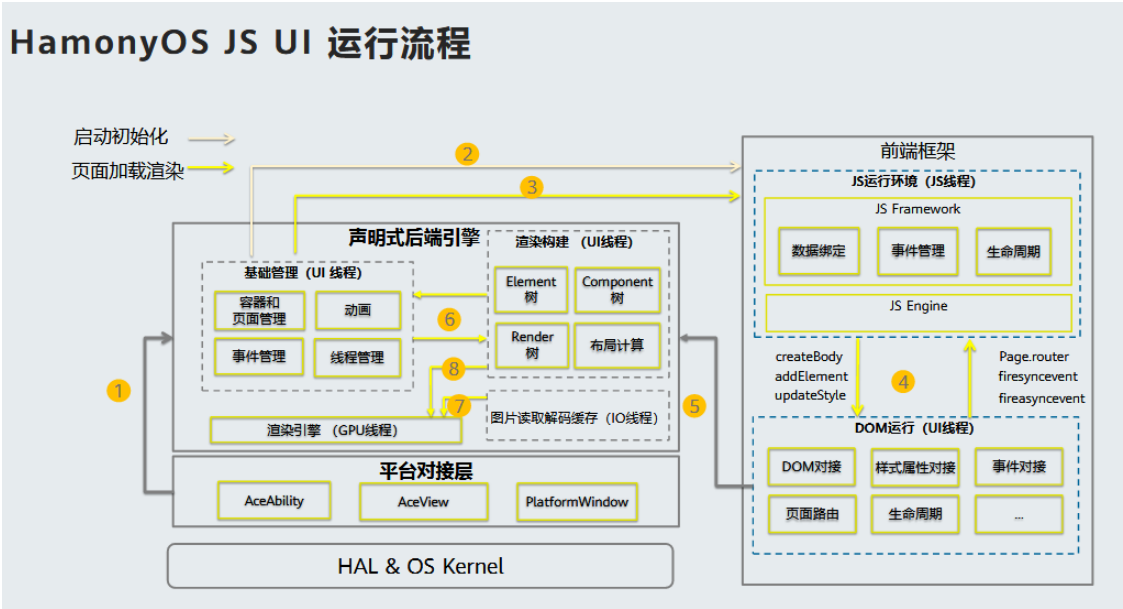 HamonyOS JS UI 运行流程
启动初始化
页面加载渲染
2
3
前端框架
JS运行环境（JS线程）
JS Framework
数据绑定
事件管理
生命周期
JS Engine
声明式后端引擎
基础管理（UI 线程）
容器和
页面管理
动画
事件管理
线程管理
渲染构建 （UI线程）
Element
树
Component
树
Render
树
布局计算
6
8
7
图片读取解码缓存（IO线程）
渲染引擎 （GPU线程）
1
5
createBody
addElement
updateStyle
4
Page.router
firesyncevent
fireasyncevent
DOM运行（UI线程）
DOM对接
样式属性对接
事件对接
页面路由
生命周期
...
平台对接层
AceAbility
AceView
PlatformWindow
HAL & OS Kernel